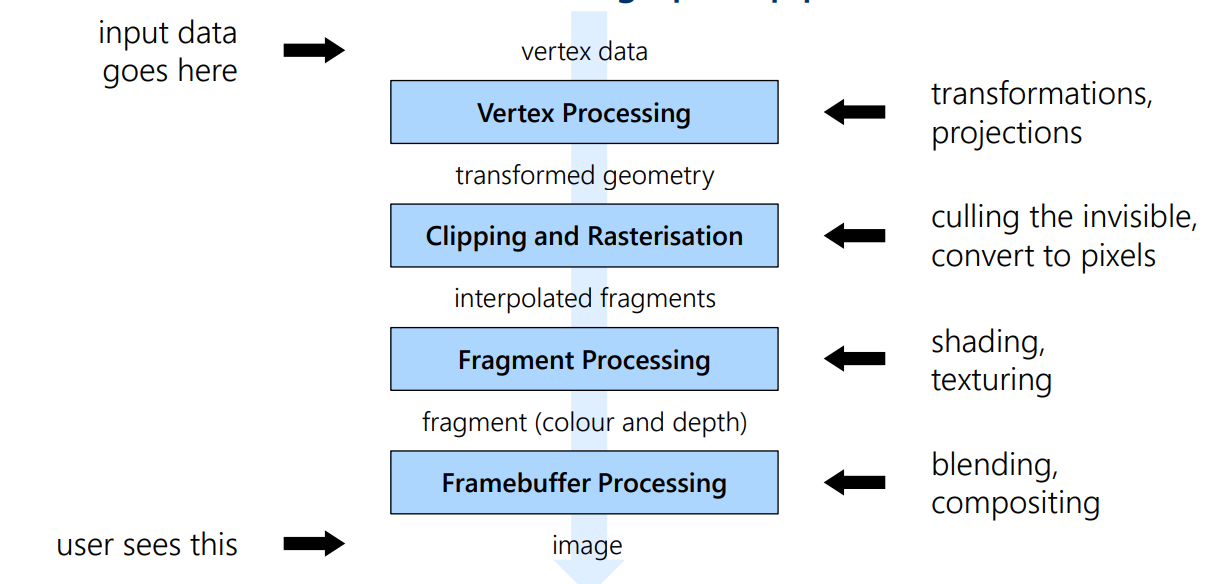 input data
goes here
vertex data
Vertex Processing
transformations,
projections
transformed geometry
Clipping and Rasterisation
culling the invisible,
convert to pixels
interpolated fragments
Fragment Processing
shading,
texturing
fragment (colour and depth)
Framebuffer Processing
blending,
compositing
user sees this
image